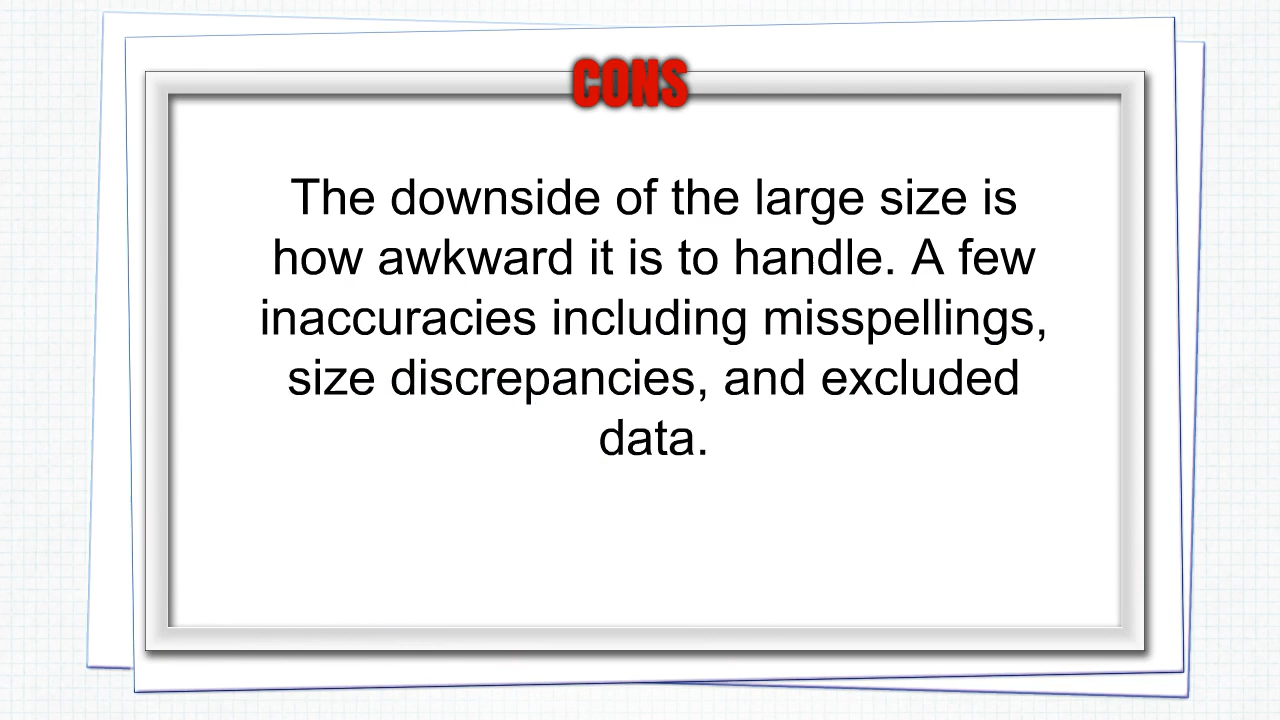 CONS
The downside of the large size is
how awkward it is to handle. A few
inaccuracies including misspellings,
size discrepancies, and excluded
data.